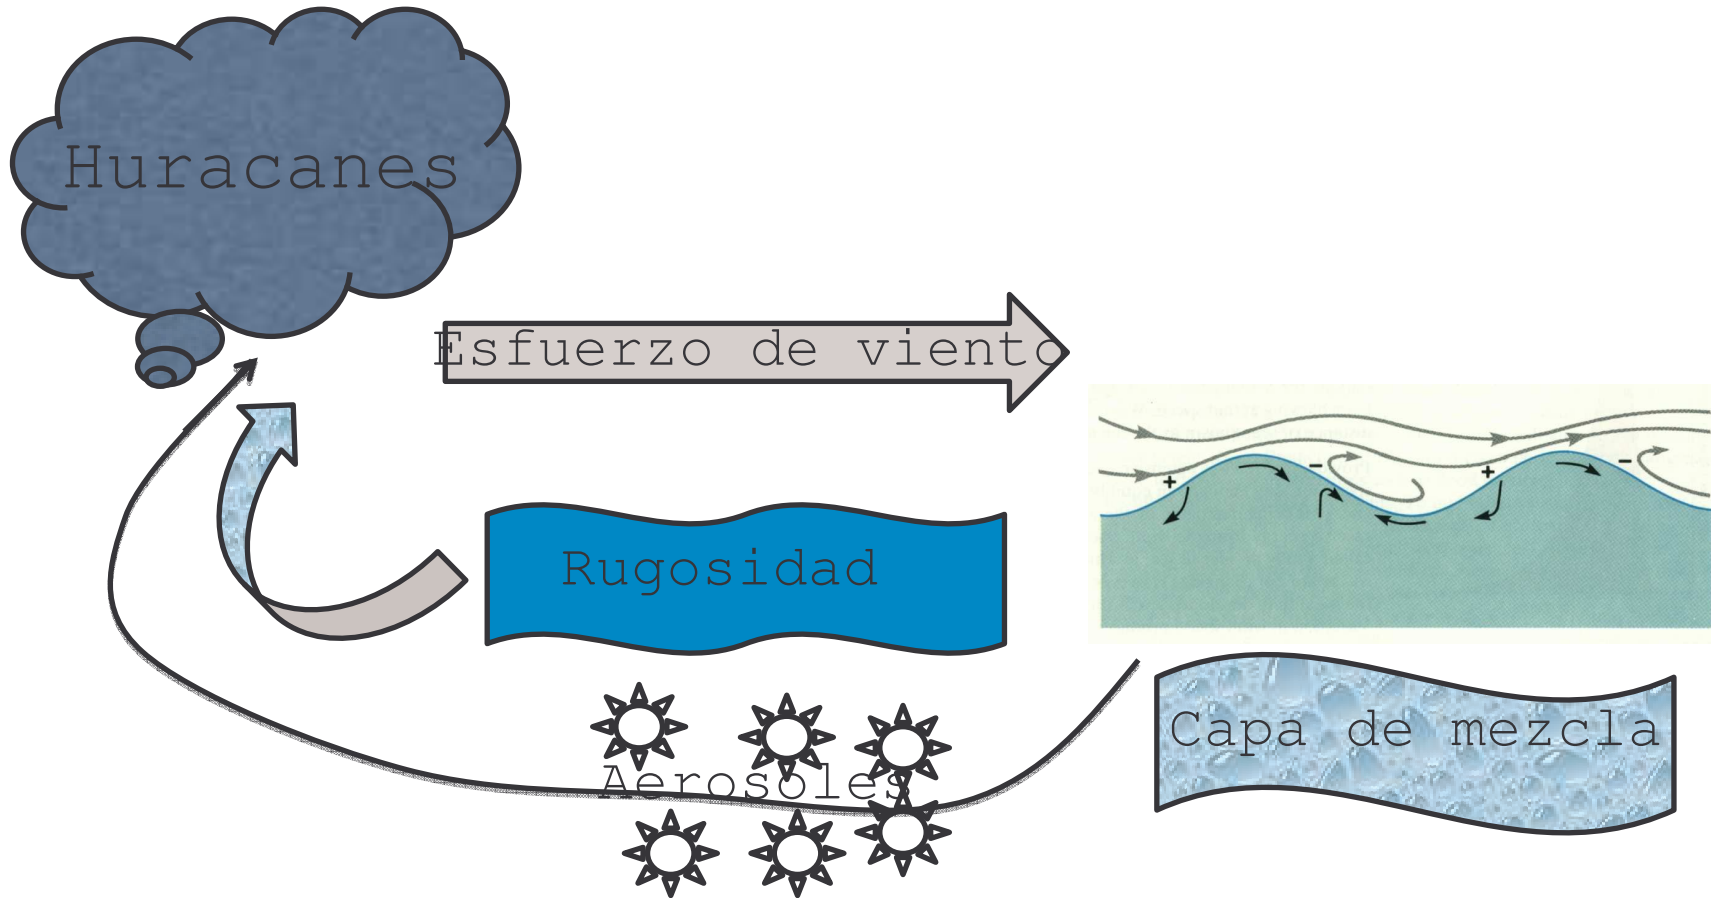 Huracanes
Esfuerzo de viento
+
-
+
-
Rugosidad
Capa de mezcla
Aerosoles